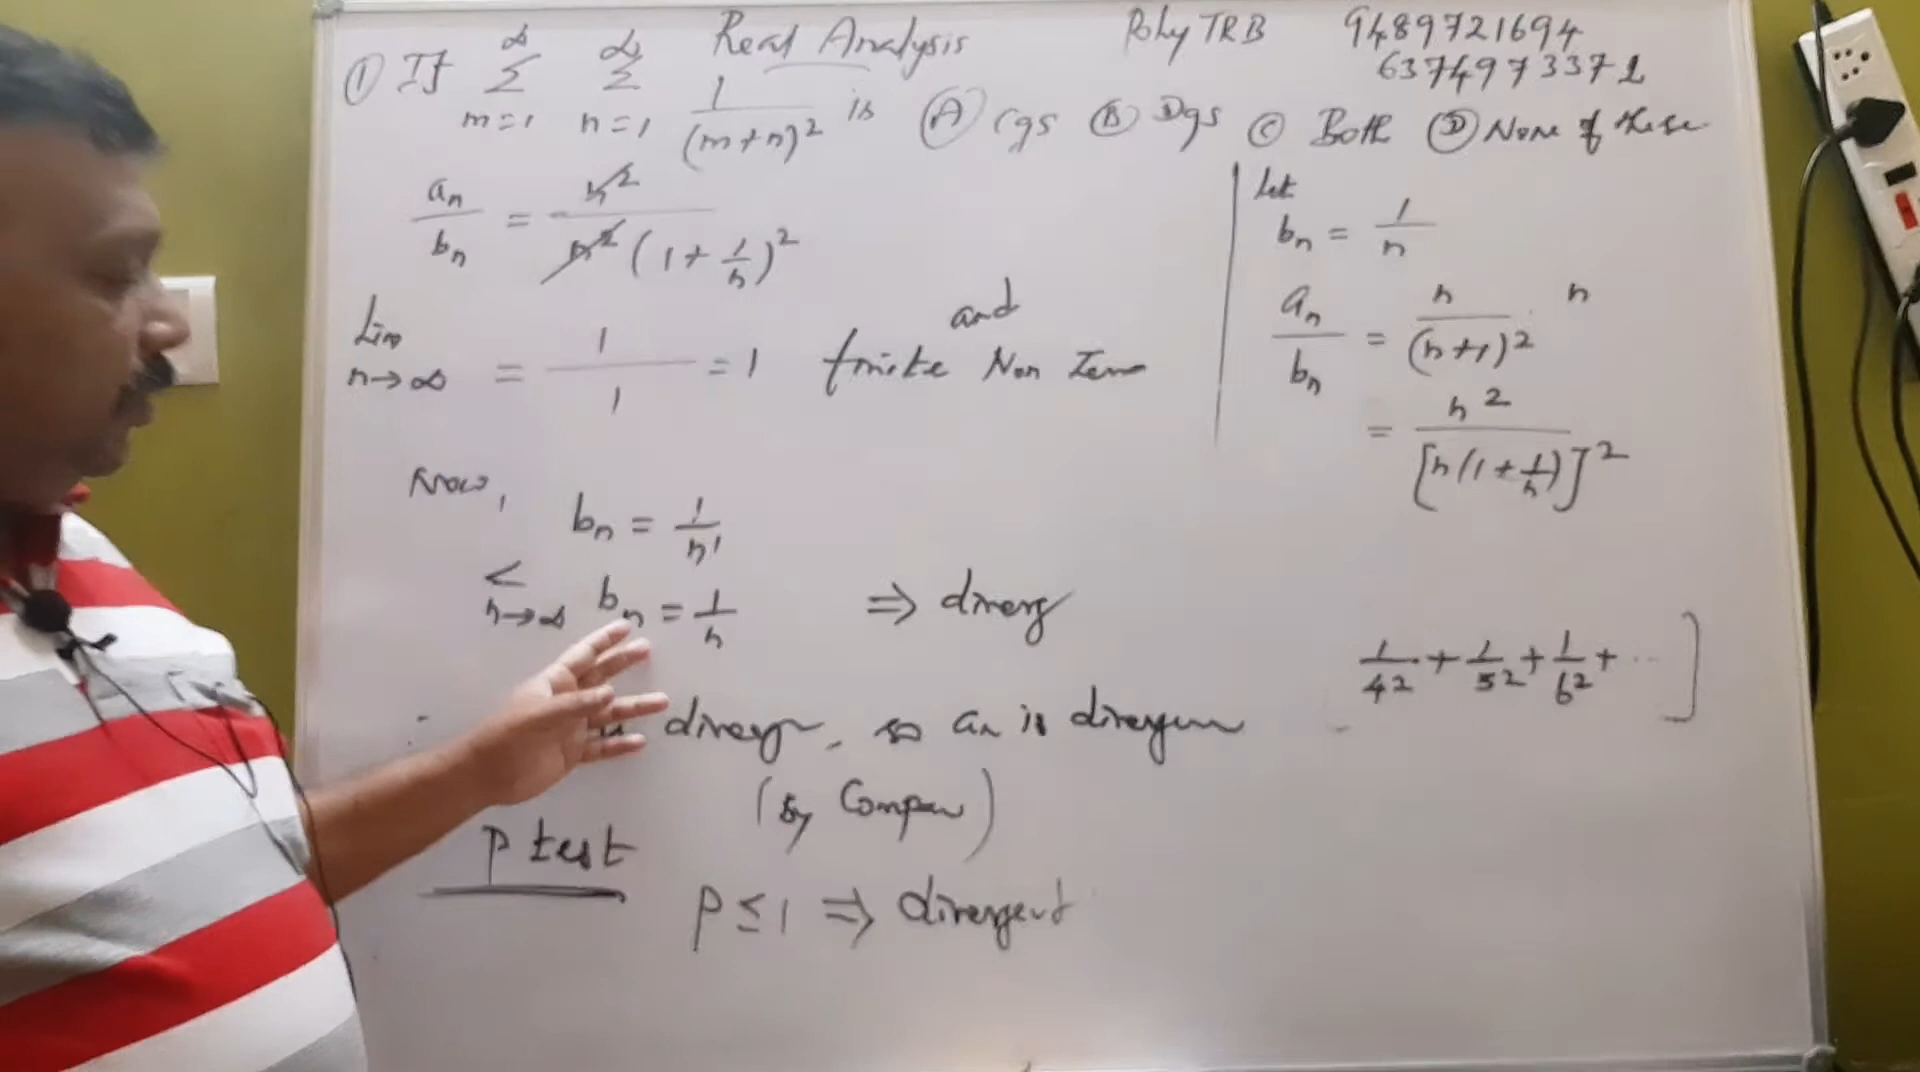 Real Analysis Poly TRB 9489721694
6374973372
① If ∞ ∑ m=1 ∞ ∑ n=1 1/(m+n)² is Ⓐ Cgs Ⓑ Dgs Ⓒ Both Ⓓ None of these
aₙ/bₙ = n²/n²(1+1/n)²
Lim n→∞ = 1/1 = 1 finite and Non Zero
Now,
bₙ = 1/n¹
n→∞ bₙ = 1/n ⇒ diverg
diverge, so aₙ is divergen
(By Compar)
P test
P ≤ 1 ⇒ divergent
Let
bₙ = 1/n
aₙ/bₙ = n/(n+1)² · n
= n²/[n(1+1/n)]²
1/4² + 1/5² + 1/6² + ... ]